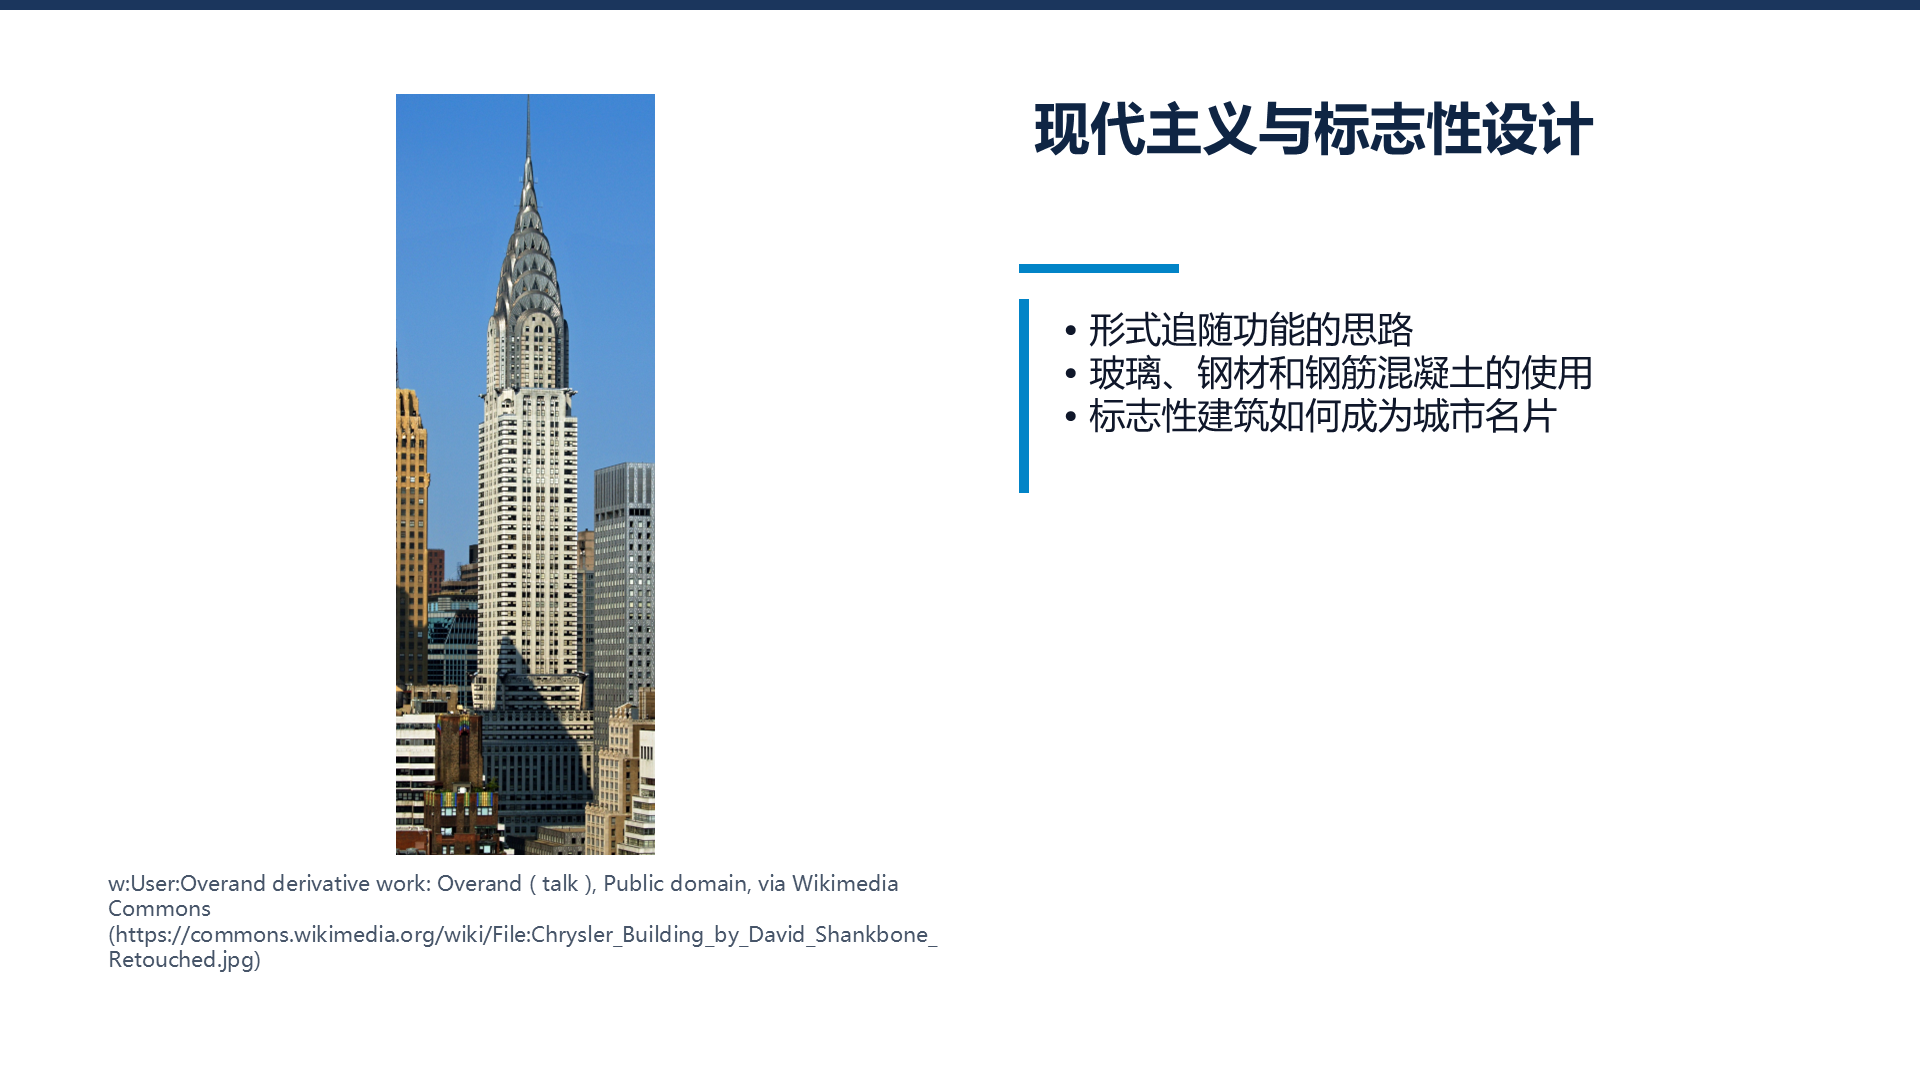 现代主义与标志性设计
• 形式追随功能的思路
• 玻璃、钢材和钢筋混凝土的使用
• 标志性建筑如何成为城市名片
w:User:Overand derivative work: Overand ( talk ), Public domain, via Wikimedia
Commons
(https://commons.wikimedia.org/wiki/File:Chrysler_Building_by_David_Shankbone_
Retouched.jpg)